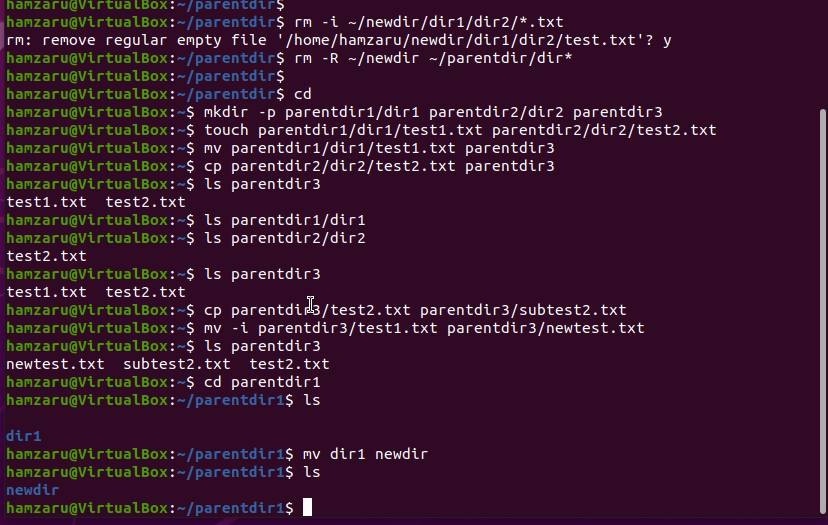 hamzaru@VirtualBox:~/parentdir$
hamzaru@VirtualBox:~/parentdir$ rm -i ~/newdir/dir1/dir2/*.txt
rm: remove regular empty file '/home/hamzaru/newdir/dir1/dir2/test.txt'? y
hamzaru@VirtualBox:~/parentdir$ rm -R ~/newdir ~/parentdir/dir*
hamzaru@VirtualBox:~/parentdir$
hamzaru@VirtualBox:~/parentdir$ cd
hamzaru@VirtualBox:~$ mkdir -p parentdir1/dir1 parentdir2/dir2 parentdir3
hamzaru@VirtualBox:~$ touch parentdir1/dir1/test1.txt parentdir2/dir2/test2.txt
hamzaru@VirtualBox:~$ mv parentdir1/dir1/test1.txt parentdir3
hamzaru@VirtualBox:~$ cp parentdir2/dir2/test2.txt parentdir3
hamzaru@VirtualBox:~$ ls parentdir3
test1.txt  test2.txt
hamzaru@VirtualBox:~$ ls parentdir1/dir1
hamzaru@VirtualBox:~$ ls parentdir2/dir2
test2.txt
hamzaru@VirtualBox:~$ ls parentdir3
test1.txt  test2.txt
hamzaru@VirtualBox:~$ cp parentdir3/test2.txt parentdir3/subtest2.txt
hamzaru@VirtualBox:~$ mv -i parentdir3/test1.txt parentdir3/newtest.txt
hamzaru@VirtualBox:~$ ls parentdir3
newtest.txt  subtest2.txt  test2.txt
hamzaru@VirtualBox:~$ cd parentdir1
hamzaru@VirtualBox:~/parentdir1$ ls
dir1
hamzaru@VirtualBox:~/parentdir1$ mv dir1 newdir
hamzaru@VirtualBox:~/parentdir1$ ls
newdir
hamzaru@VirtualBox:~/parentdir1$